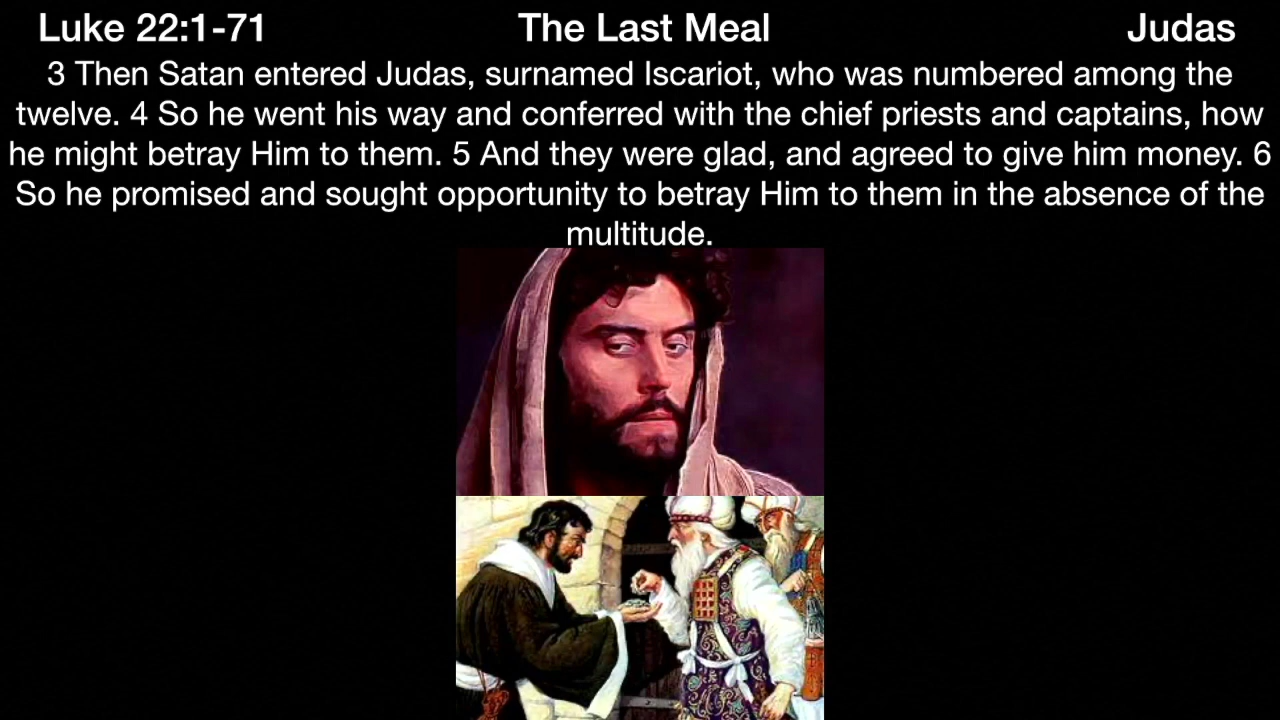 Luke 22:1-71 The Last Meal Judas
3 Then Satan entered Judas, surnamed Iscariot, who was numbered among the
twelve. 4 So he went his way and conferred with the chief priests and captains, how
he might betray Him to them. 5 And they were glad, and agreed to give him money. 6
So he promised and sought opportunity to betray Him to them in the absence of the
multitude.